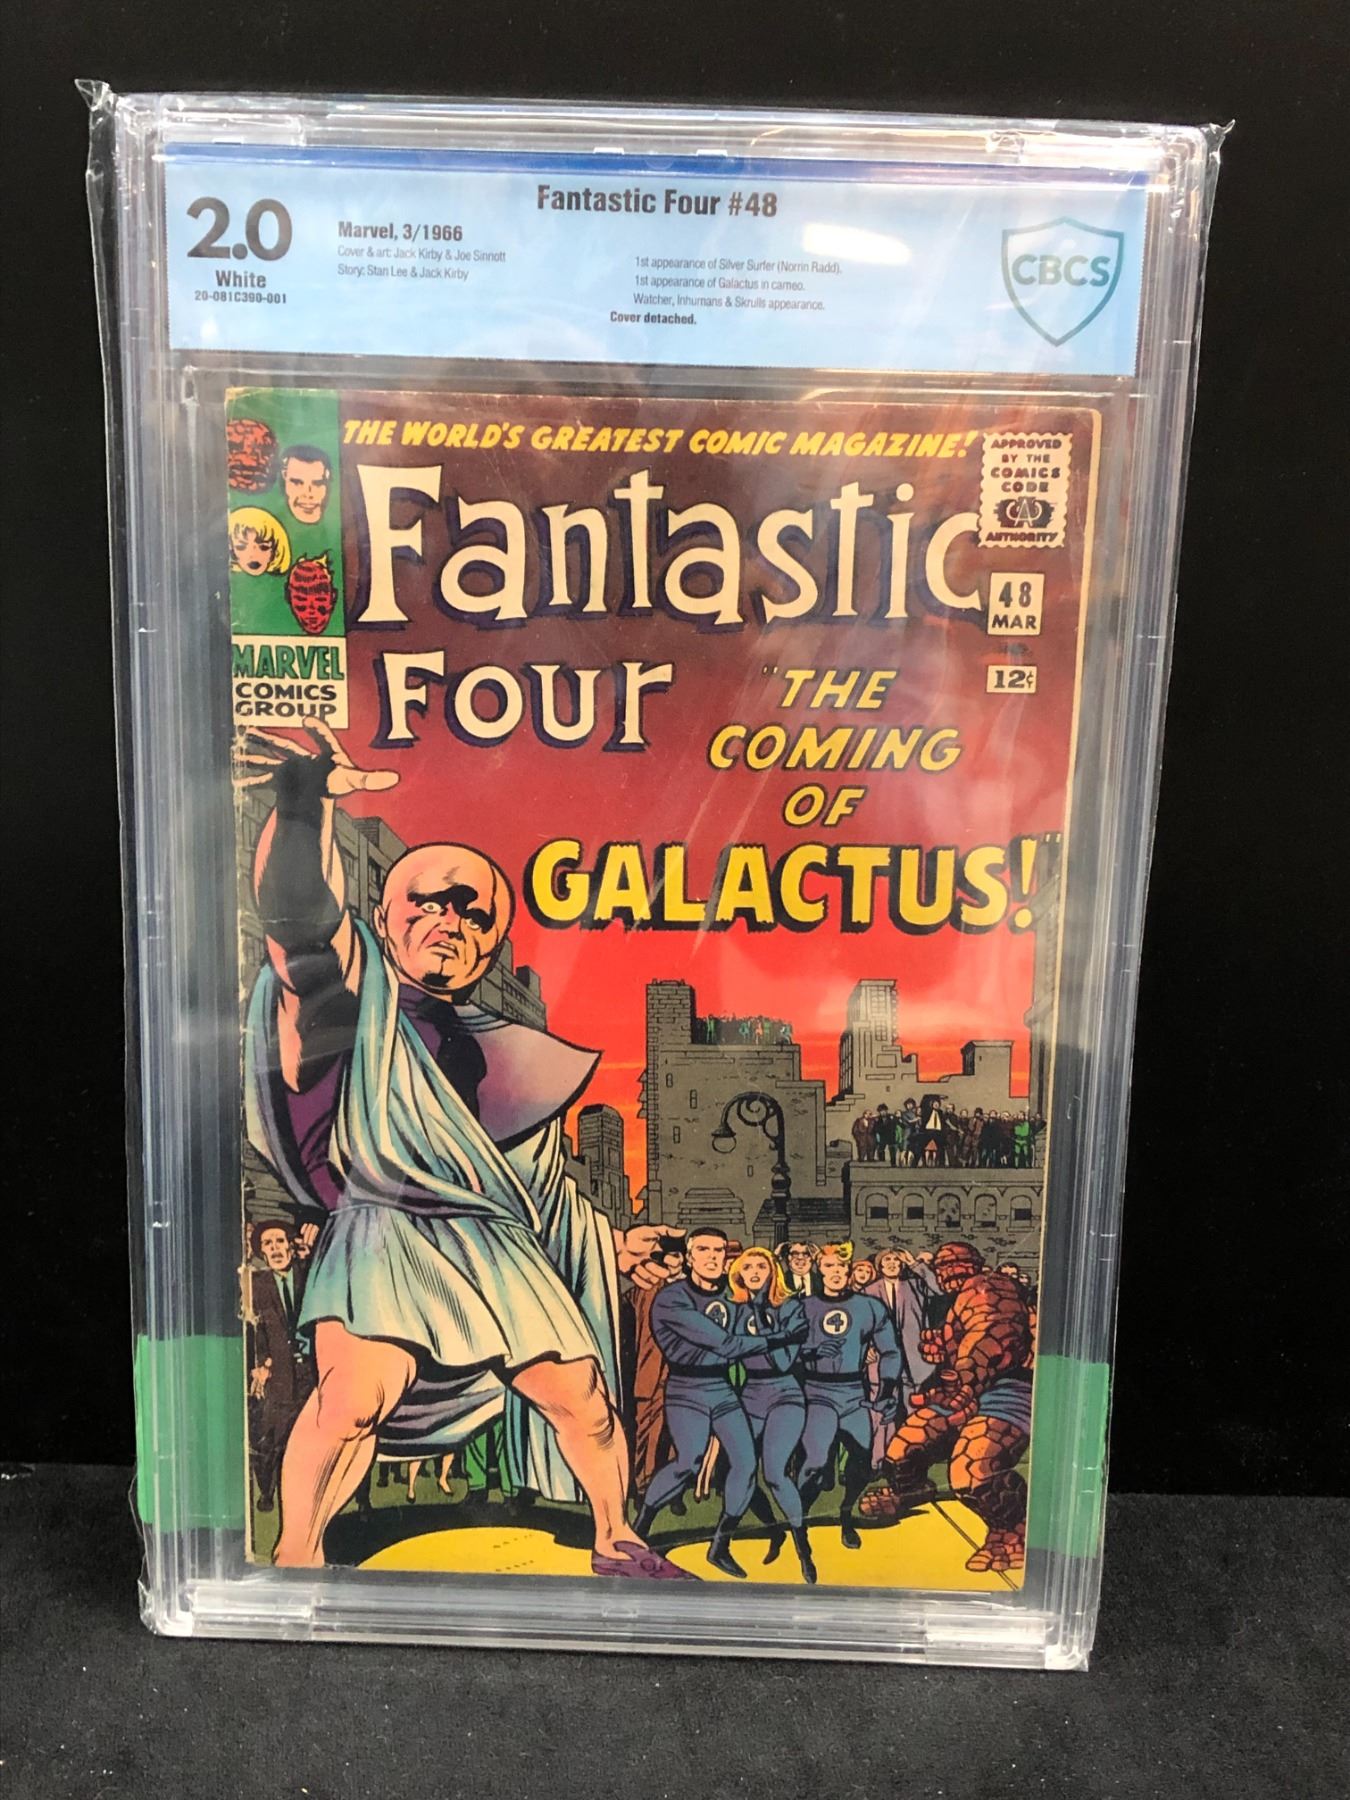 Fantastic Four #48
2.0
White
20-081C390-001
Marvel, 3/1966
Cover & art: Jack Kirby & Joe Sinnott
Story: Stan Lee & Jack Kirby
1st appearance of Silver Surfer (Norrin Radd).
1st appearance of Galactus in cameo.
Watcher, Inhumans & Skrulls appearance.
Cover detached.
CBCS
THE WORLD'S GREATEST COMIC MAGAZINE!
APPROVED
BY THE
COMICS
CODE
CA
AUTHORITY
Fantastic
Four
48
MAR
12¢
MARVEL
COMICS
GROUP
"THE
COMING
OF
GALACTUS!"
4
4